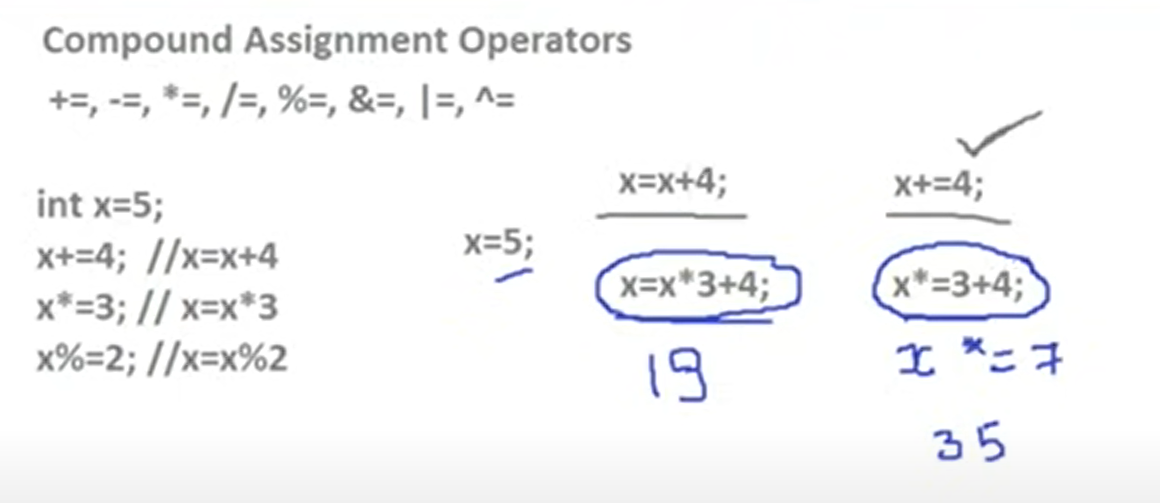 Compound Assignment Operators
+=, -=, *=, /=, %=, &=, |=, ^=
int x=5;
x+=4; //x=x+4
x*=3; // x=x*3
x%=2; //x=x%2
x=5;
x=x+4;
x=x*3+4;
19
x+=4;
x*=3+4;
x *= 7
35